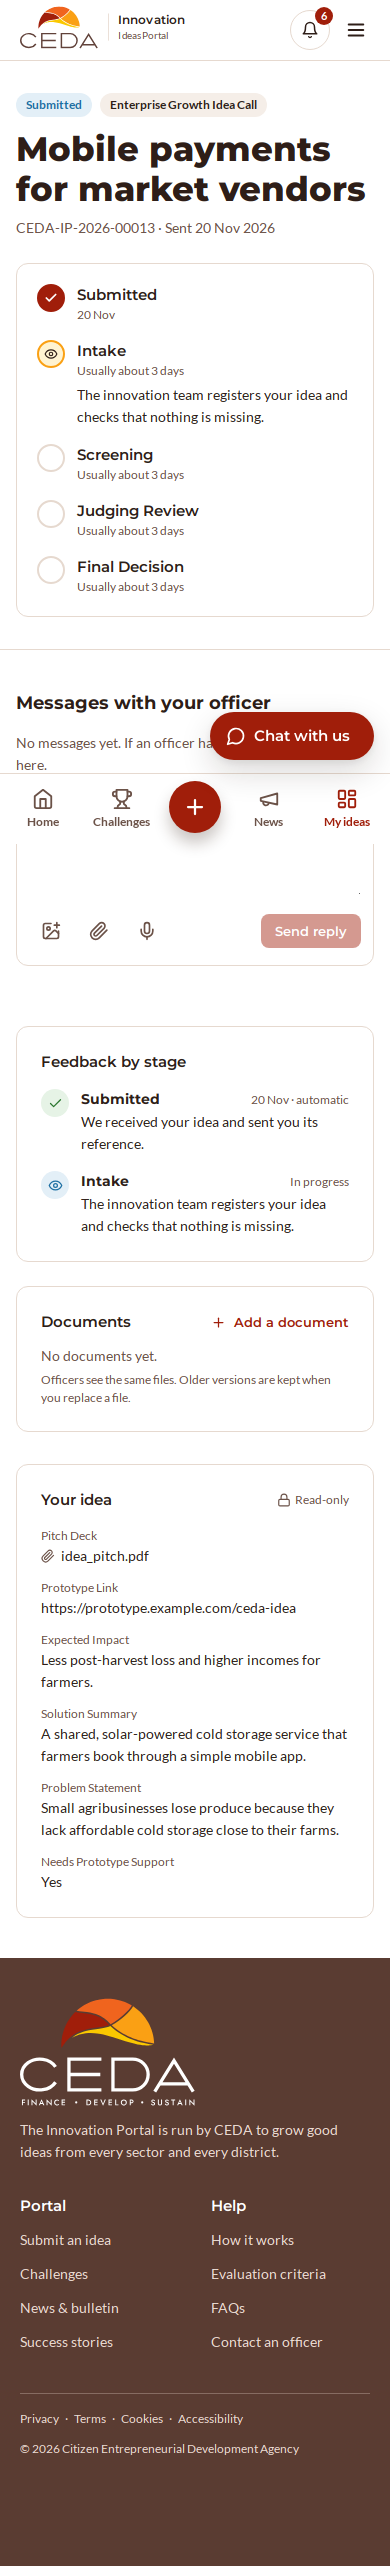 CEDA
Innovation
Ideas Portal
6
Submitted
Enterprise Growth Idea Call
Mobile payments
for market vendors
CEDA-IP-2026-00013 · Sent 20 Nov 2026
Submitted
20 Nov
Intake
Usually about 3 days
The innovation team registers your idea and
checks that nothing is missing.
Screening
Usually about 3 days
Judging Review
Usually about 3 days
Final Decision
Usually about 3 days
Messages with your officer
Chat with us
No messages yet. If an officer ha
here.
Home
Challenges
News
My ideas
Send reply
Feedback by stage
Submitted
20 Nov · automatic
We received your idea and sent you its
reference.
Intake
In progress
The innovation team registers your idea
and checks that nothing is missing.
Documents
Add a document
No documents yet.
Officers see the same files. Older versions are kept when
you replace a file.
Your idea
Read-only
Pitch Deck
idea_pitch.pdf
Prototype Link
https://prototype.example.com/ceda-idea
Expected Impact
Less post-harvest loss and higher incomes for
farmers.
Solution Summary
A shared, solar-powered cold storage service that
farmers book through a simple mobile app.
Problem Statement
Small agribusinesses lose produce because they
lack affordable cold storage close to their farms.
Needs Prototype Support
Yes
CEDA
FINANCE • DEVELOP • SUSTAIN
The Innovation Portal is run by CEDA to grow good
ideas from every sector and every district.
Portal
Help
Submit an idea
How it works
Challenges
Evaluation criteria
News & bulletin
FAQs
Success stories
Contact an officer
Privacy · Terms · Cookies · Accessibility
© 2026 Citizen Entrepreneurial Development Agency